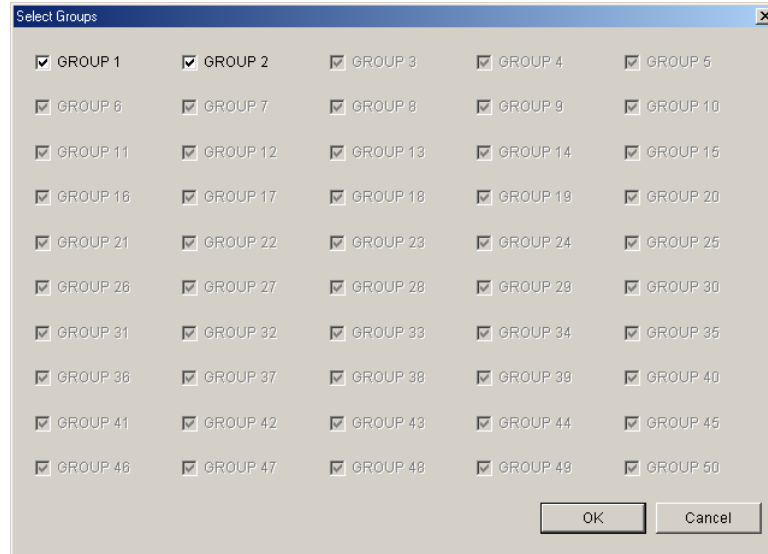 Select Groups
GROUP 1 GROUP 2 GROUP 3 GROUP 4 GROUP 5
GROUP 6 GROUP 7 GROUP 8 GROUP 9 GROUP 10
GROUP 11 GROUP 12 GROUP 13 GROUP 14 GROUP 15
GROUP 16 GROUP 17 GROUP 18 GROUP 19 GROUP 20
GROUP 21 GROUP 22 GROUP 23 GROUP 24 GROUP 25
GROUP 26 GROUP 27 GROUP 28 GROUP 29 GROUP 30
GROUP 31 GROUP 32 GROUP 33 GROUP 34 GROUP 35
GROUP 36 GROUP 37 GROUP 38 GROUP 39 GROUP 40
GROUP 41 GROUP 42 GROUP 43 GROUP 44 GROUP 45
GROUP 46 GROUP 47 GROUP 48 GROUP 49 GROUP 50
OK Cancel